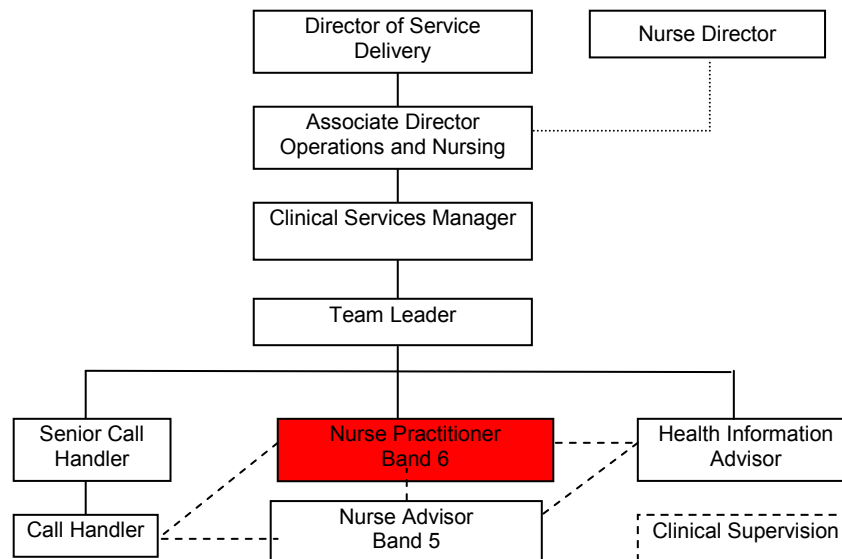 Director of Service
Delivery
Nurse Director
Associate Director
Operations and Nursing
Clinical Services Manager
Team Leader
Senior Call
Handler
Nurse Practitioner
Band 6
Health Information
Advisor
Call Handler
Nurse Advisor
Band 5
Clinical Supervision